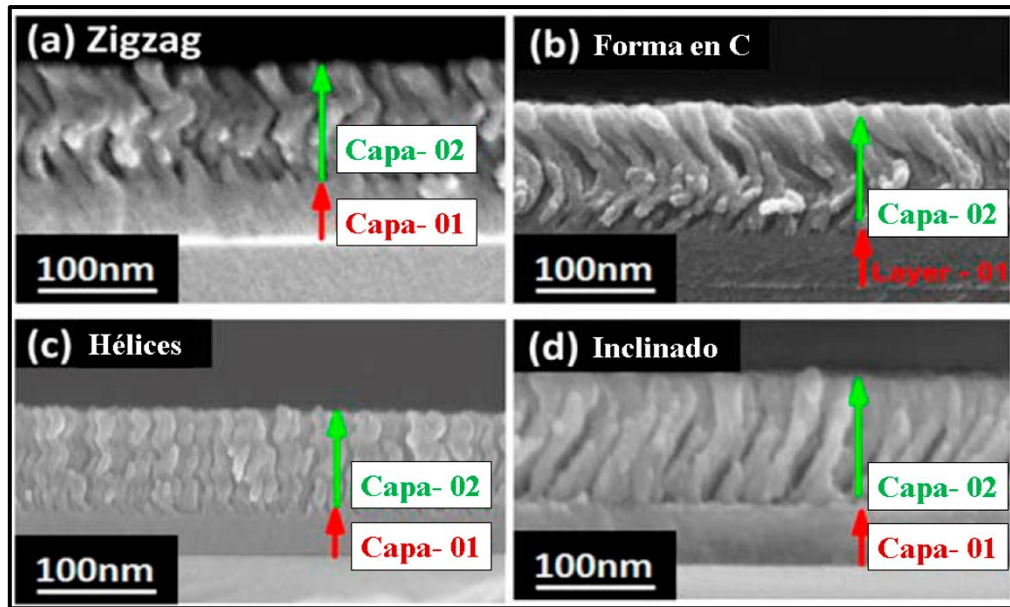 (a) Zigzag
Capa- 02
Capa- 01
100nm
(b) Forma en C
Capa- 02
Layer - 01
100nm
(c) Hélices
Capa- 02
Capa- 01
100nm
(d) Inclinado
Capa- 02
Capa- 01
100nm